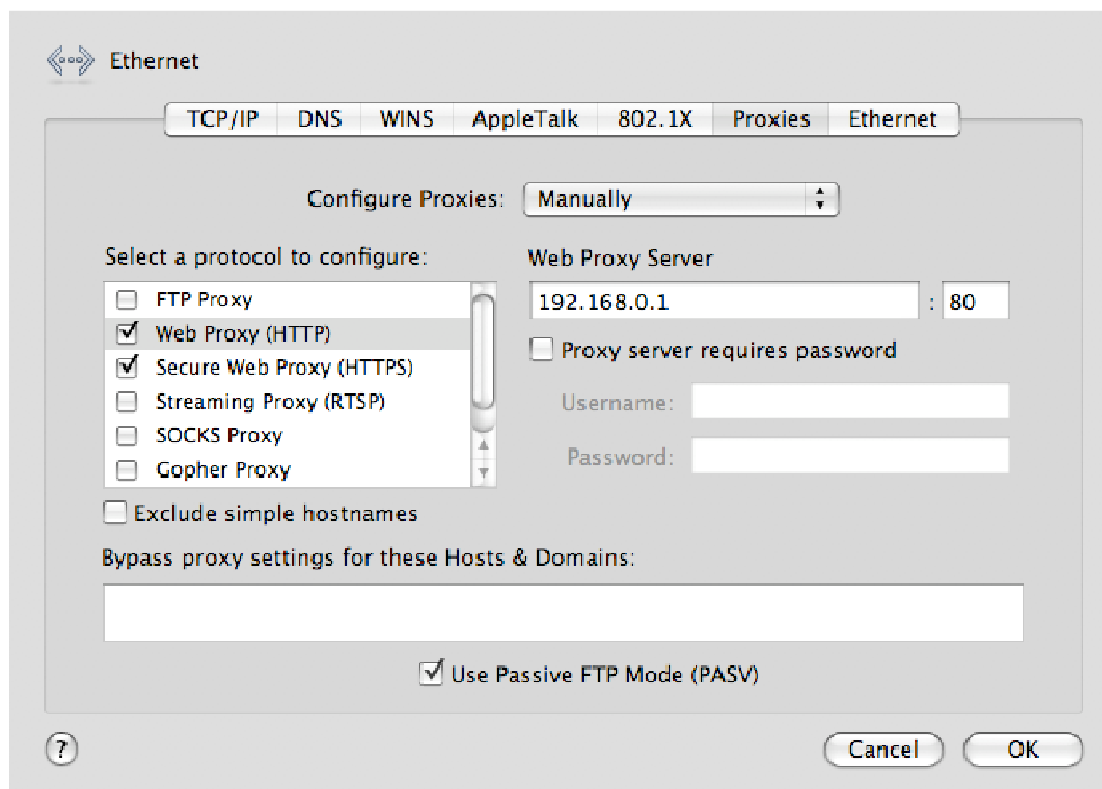 Ethernet
TCP/IP DNS WINS AppleTalk 802.1X Proxies Ethernet
Configure Proxies: Manually
Select a protocol to configure:
FTP Proxy
Web Proxy (HTTP)
Secure Web Proxy (HTTPS)
Streaming Proxy (RTSP)
SOCKS Proxy
Gopher Proxy
Web Proxy Server
192.168.0.1 : 80
Proxy server requires password
Username:
Password:
Exclude simple hostnames
Bypass proxy settings for these Hosts & Domains:
Use Passive FTP Mode (PASV)
? Cancel OK